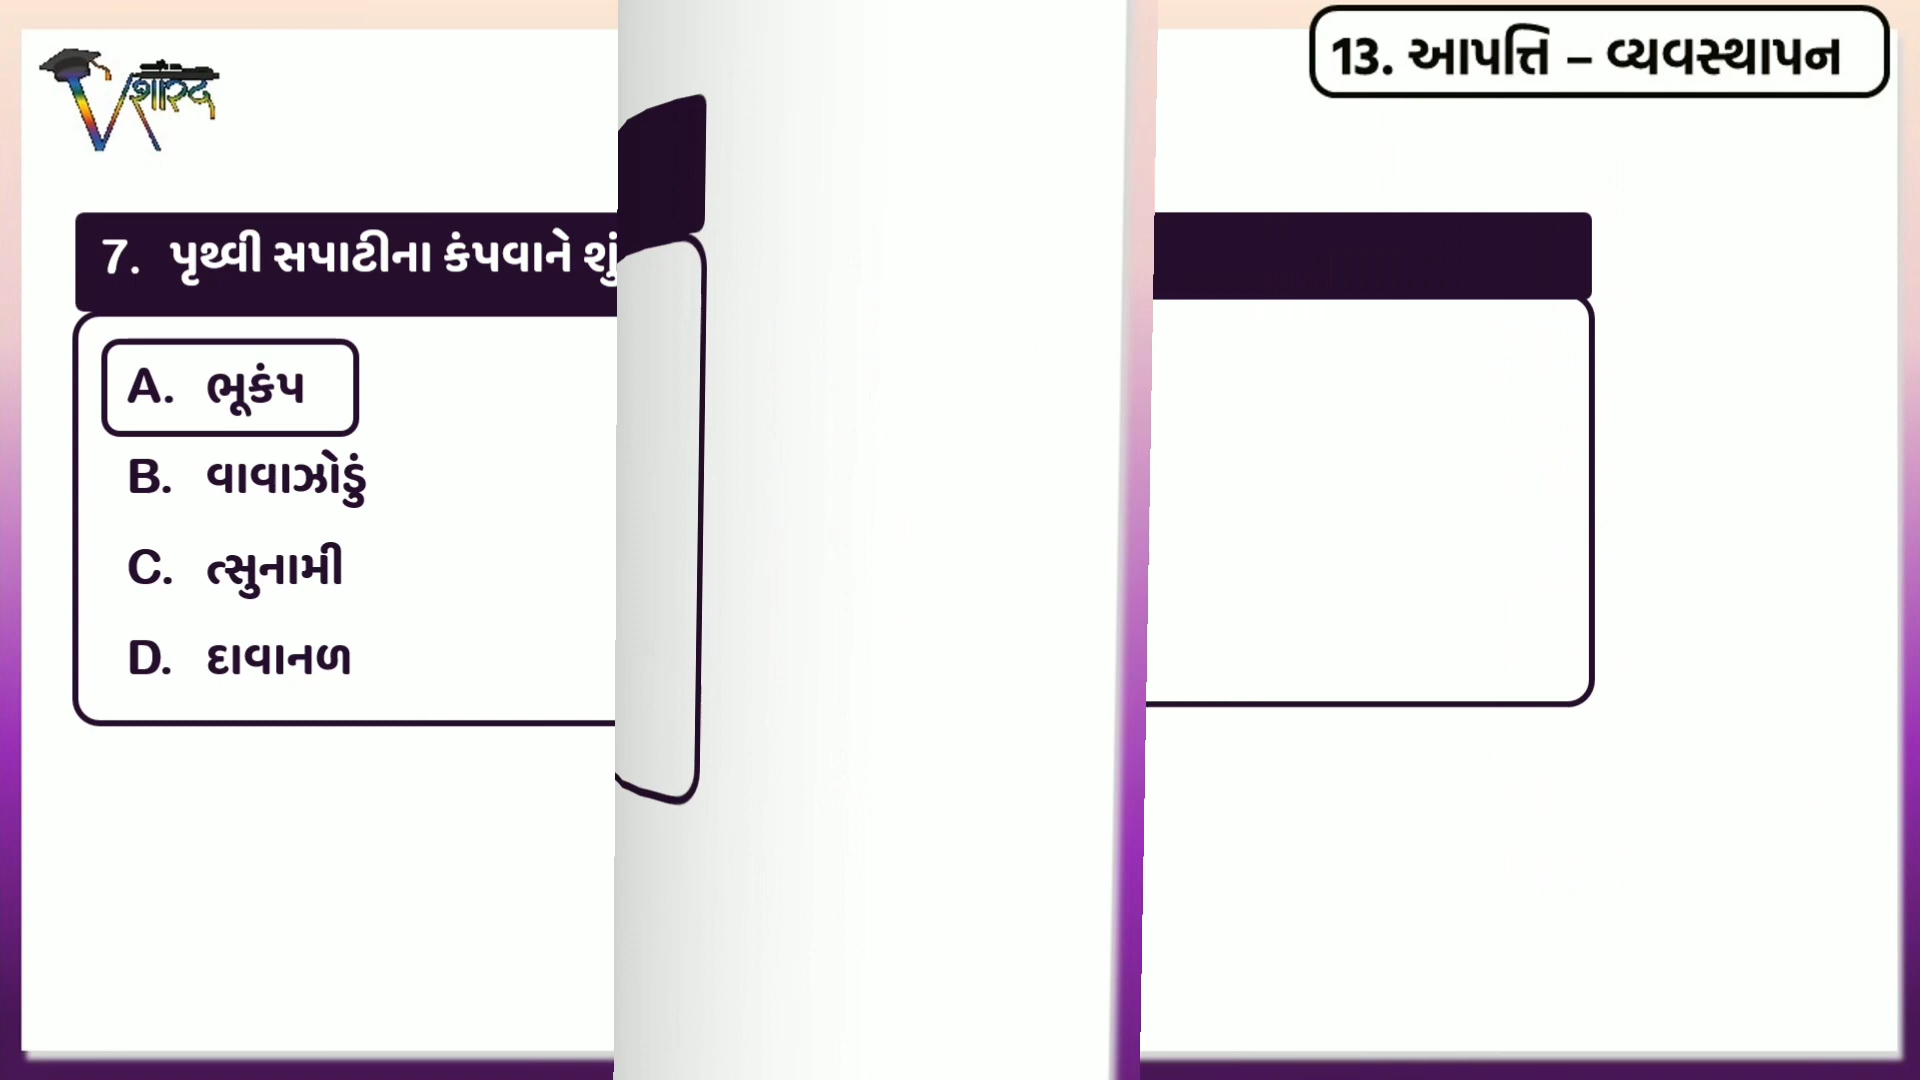 13. આપત્તિ – વ્યવસ્થાપન
7. પૃથ્વી સપાટીના કંપવાને શું
A. ભૂકંપ
B. વાવાઝોડું
C. ત્સુનામી
D. દાવાનળ